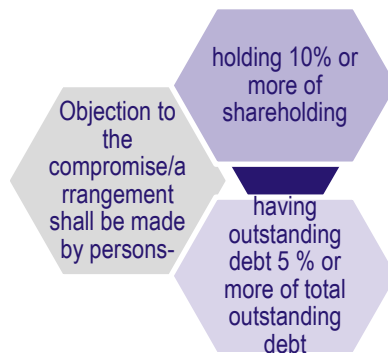 Objection to
the
compromise/a
rrangement
shall be made
by persons-
holding 10% or
more of
shareholding
having
outstanding
debt 5 % or
more of total
outstanding
debt